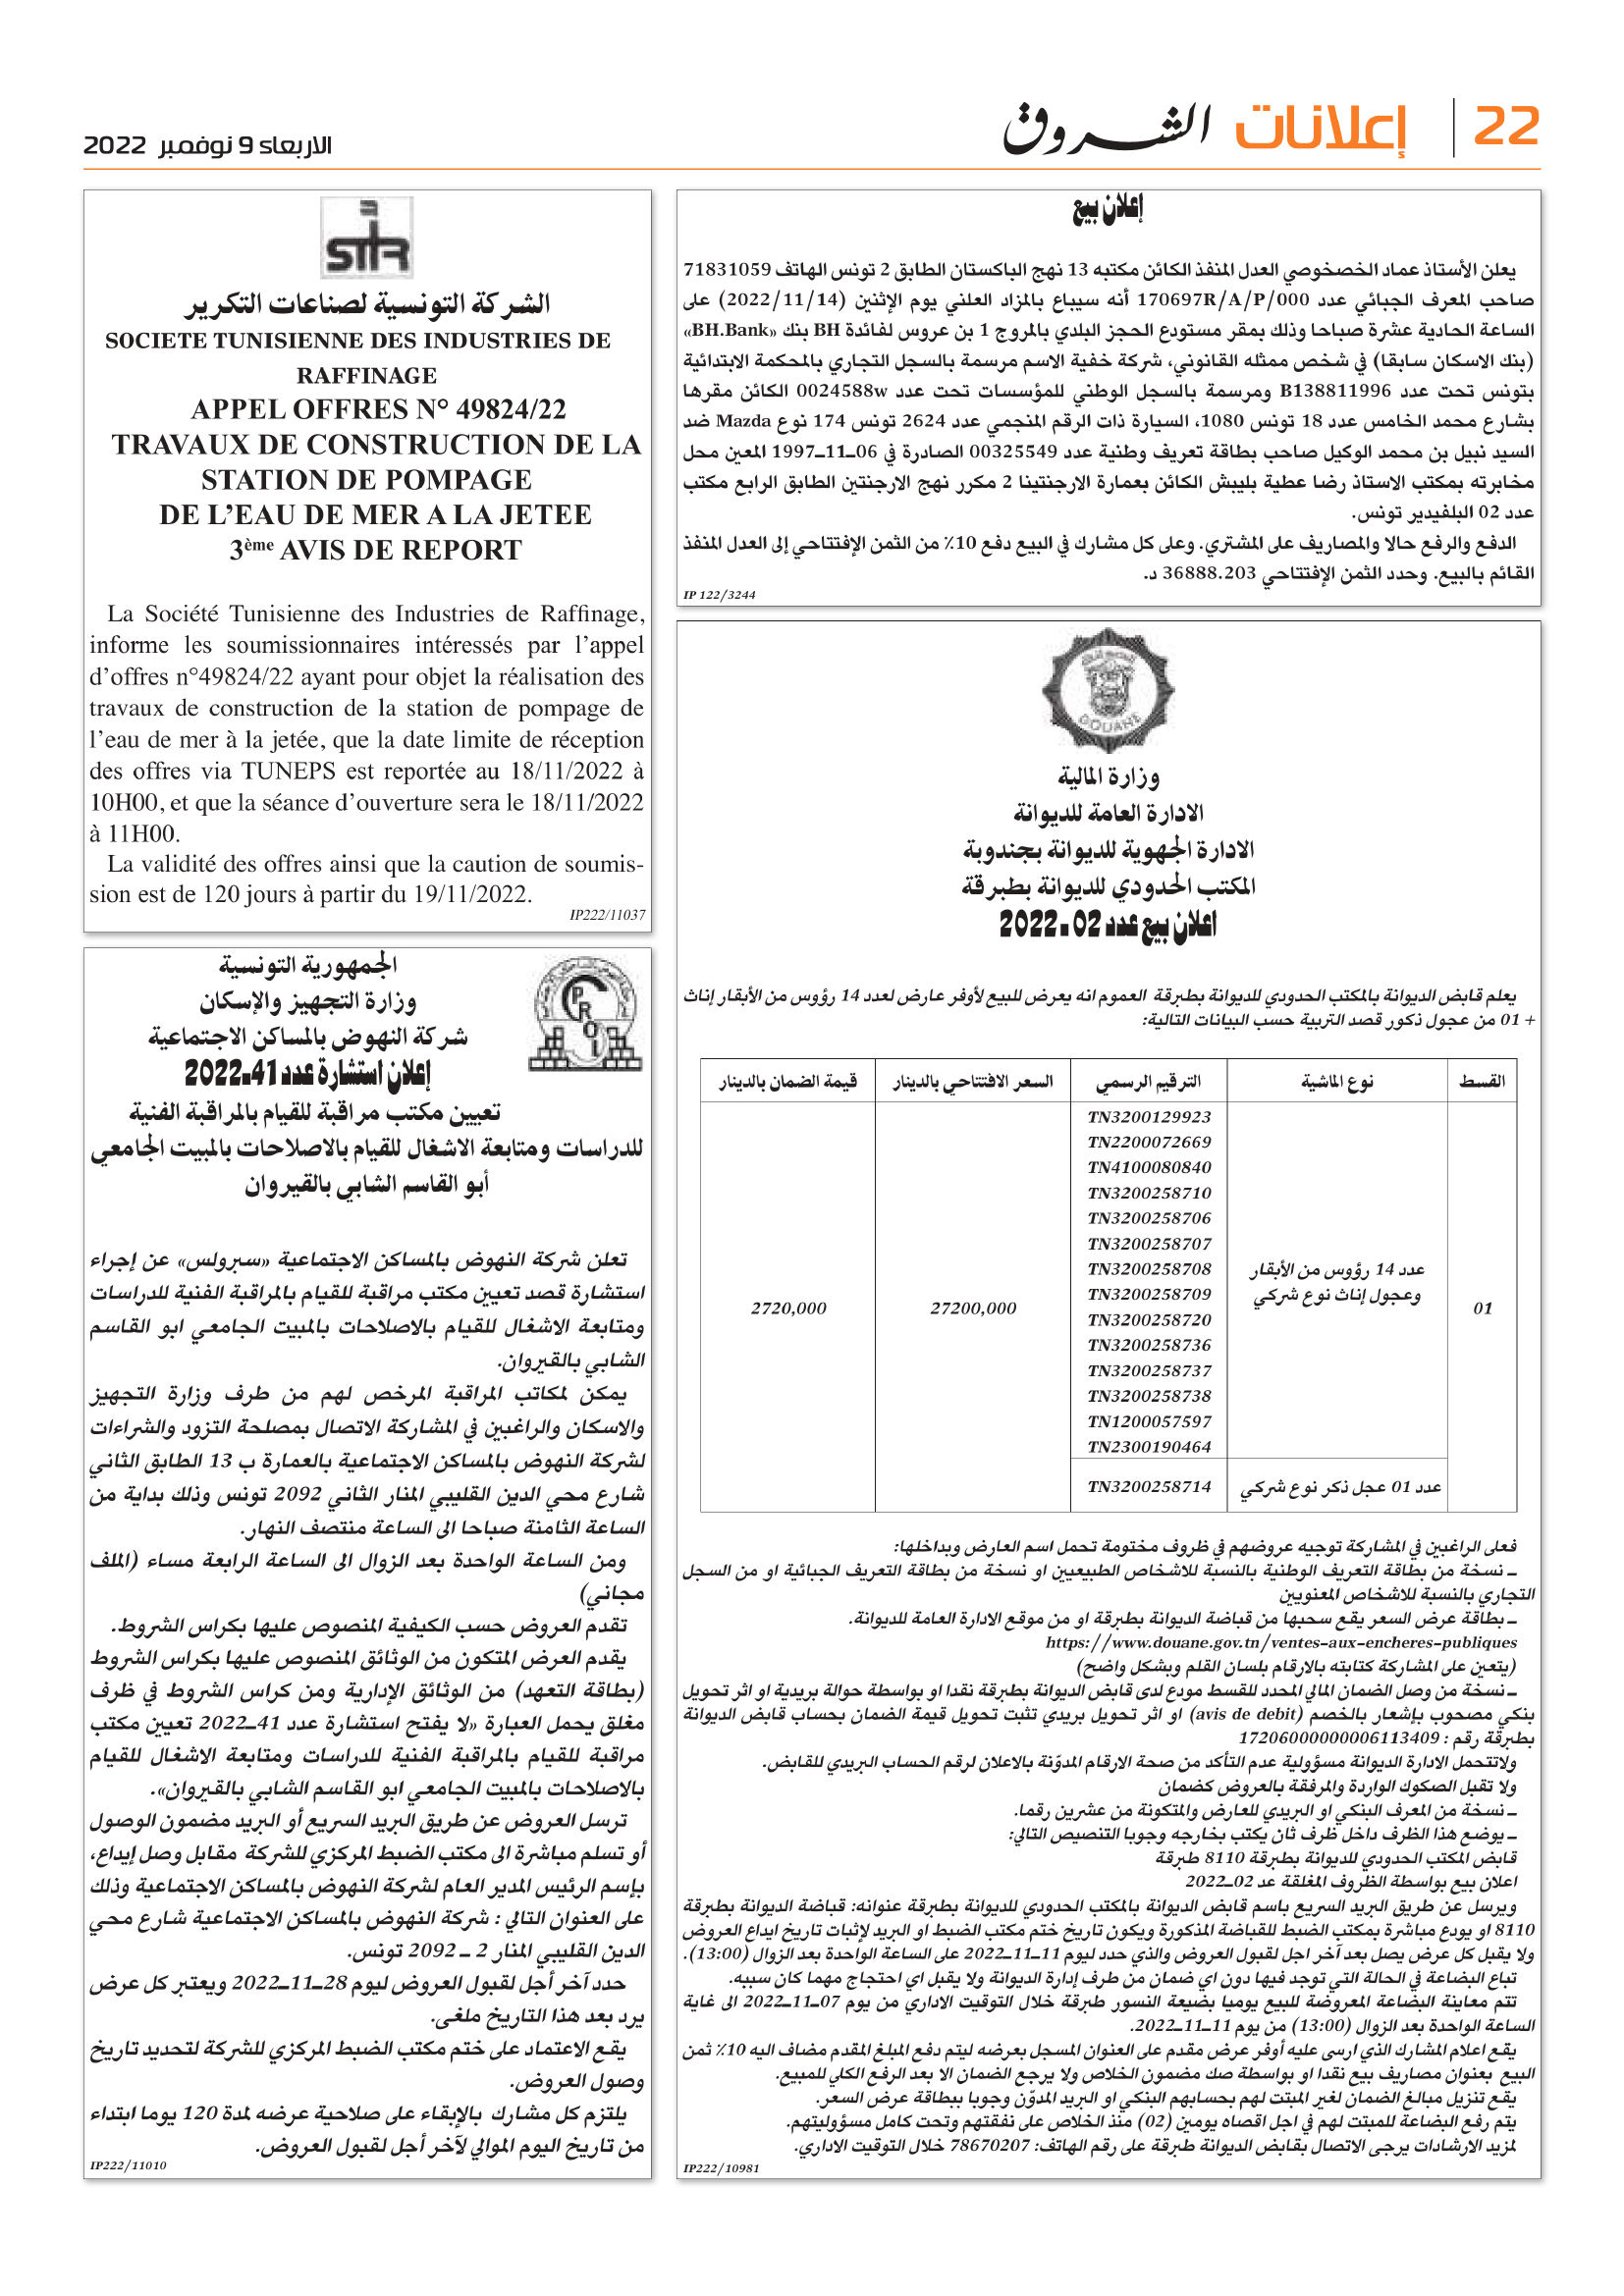 22 إعلانات الشروق
الاربعاء 9 نوفمبر 2022
إعلان بيع
يعلن الأستاذ عماد الخصخوصي العدل المنفذ الكائن مكتبه 13 نهج الباكستان الطابق 2 تونس الهاتف 71831059
صاحب المعرف الجبائي عدد 170697R/A/P/000 أنه سيباع بالمزاد العلني يوم الإثنين (2022/11/14) على
الساعة الحادية عشرة صباحا وذلك بمقر مستودع الحجز البلدي بالمروج 1 بن عروس لفائدة BH بنك «BH.Bank»
(بنك الاسكان سابقا) في شخص ممثله القانوني، شركة خفية الاسم مرسمة بالسجل التجاري بالمحكمة الابتدائية
بتونس تحت عدد B138811996 ومرسمة بالسجل الوطني للمؤسسات تحت عدد 0024588w الكائن مقرها
بشارع محمد الخامس عدد 18 تونس 1080، السيارة ذات الرقم المنجمي عدد 2624 تونس 174 نوع Mazda ضد
السيد نبيل بن محمد الوكيل صاحب بطاقة تعريف وطنية عدد 00325549 الصادرة في 06ـ11ـ1997 المعين محل
مخابرته بمكتب الاستاذ رضا عطية بليبش الكائن بعمارة الارجنتينا 2 مكرر نهج الارجنتين الطابق الرابع مكتب
عدد 02 البلفيدير تونس.
الدفع والرفع حالا والمصاريف على المشتري. وعلى كل مشارك في البيع دفع 10٪ من الثمن الإفتتاحي إلى العدل المنفذ
القائم بالبيع. وحدد الثمن الإفتتاحي 36888.203 د.
IP 122/3244
DOUANE
وزارة المالية
الادارة العامة للديوانة
الادارة الجهوية للديوانة بجندوبة
المكتب الحدودي للديوانة بطبرقة
اعلان بيع عدد 02 ـ 2022
يعلم قابض الديوانة بالمكتب الحدودي للديوانة بطبرقة العموم انه يعرض للبيع لأوفر عارض لعدد 14 رؤوس من الأبقار إناث
+ 01 من عجول ذكور قصد التربية حسب البيانات التالية:
القسط نوع الماشية الترقيم الرسمي السعر الافتتاحي بالدينار قيمة الضمان بالدينار
TN3200129923
TN2200072669
TN4100080840
TN3200258710
TN3200258706
TN3200258707
TN3200258708
TN3200258709
TN3200258720
TN3200258736
TN3200258737
TN3200258738
TN1200057597
TN2300190464
عدد 14 رؤوس من الأبقار
وعجول إناث نوع شركي
01 27200,000 2720,000
عدد 01 عجل ذكر نوع شركي TN3200258714
فعلى الراغبين في المشاركة توجيه عروضهم في ظروف مختومة تحمل اسم العارض وبداخلها:
ـ نسخة من بطاقة التعريف الوطنية بالنسبة للاشخاص الطبيعيين او نسخة من بطاقة التعريف الجبائية او من السجل
التجاري بالنسبة للاشخاص المعنويين
ـ بطاقة عرض السعر يقع سحبها من قباضة الديوانة بطبرقة او من موقع الادارة العامة للديوانة.
https://www.douane.gov.tn/ventes-aux-encheres-publiques
(يتعين على المشاركة كتابته بالارقام بلسان القلم وبشكل واضح)
ـ نسخة من وصل الضمان المالي المحدد للقسط مودع لدى قابض الديوانة بطبرقة نقدا او بواسطة حوالة بريدية او اثر تحويل
بنكي مصحوب بإشعار بالخصم (avis de debit) او اثر تحويل بريدي تثبت تحويل قيمة الضمان بحساب قابض الديوانة
بطبرقة رقم : 17206000000006113409
ولاتتحمل الادارة الديوانة مسؤولية عدم التأكد من صحة الارقام المدوّنة بالاعلان لرقم الحساب البريدي للقابض.
ولا تقبل الصكوك الواردة والمرفقة بالعروض كضمان
ـ نسخة من المعرف البنكي او البريدي للعارض والمتكونة من عشرين رقما.
ـ يوضع هذا الظرف داخل ظرف ثان يكتب بخارجه وجوبا التنصيص التالي:
قابض المكتب الحدودي للديوانة بطبرقة 8110 طبرقة
اعلان بيع بواسطة الظروف المغلقة عد 02ـ2022
ويرسل عن طريق البريد السريع باسم قابض الديوانة بالمكتب الحدودي للديوانة بطبرقة عنوانه: قباضة الديوانة بطبرقة
8110 او يودع مباشرة بمكتب الضبط للقباضة المذكورة ويكون تاريخ ختم مكتب الضبط او البريد لإثبات تاريخ ايداع العروض
ولا يقبل كل عرض يصل بعد آخر اجل لقبول العروض والذي حدد ليوم 11ـ11ـ2022 على الساعة الواحدة بعد الزوال (13:00).
تباع البضاعة في الحالة التي توجد فيها دون اي ضمان من طرف إدارة الديوانة ولا يقبل اي احتجاج مهما كان سببه.
تتم معاينة البضاعة المعروضة للبيع يوميا بضيعة النسور طبرقة خلال التوقيت الاداري من يوم 07ـ11ـ2022 الى غاية
الساعة الواحدة بعد الزوال (13:00) من يوم 11ـ11ـ2022.
يقع اعلام المشارك الذي ارسى عليه أوفر عرض مقدم على العنوان المسجل بعرضه ليتم دفع المبلغ المقدم مضاف اليه 10٪ ثمن
البيع بعنوان مصاريف بيع نقدا او بواسطة صك مضمون الخلاص ولا يرجع الضمان الا بعد الرفع الكلي للمبيع.
يقع تنزيل مبالغ الضمان لغير المبتت لهم بحسابهم البنكي او البريد المدوّن وجوبا ببطاقة عرض السعر.
يتم رفع البضاعة للمبتت لهم في اجل اقصاه يومين (02) منذ الخلاص على نفقتهم وتحت كامل مسؤوليتهم.
لمزيد الارشادات يرجى الاتصال بقابض الديوانة طبرقة على رقم الهاتف: 78670207 خلال التوقيت الاداري.
IP222/10981
STIR
الشركة التونسية لصناعات التكرير
SOCIETE TUNISIENNE DES INDUSTRIES DE
RAFFINAGE
APPEL OFFRES N° 49824/22
TRAVAUX DE CONSTRUCTION DE LA
STATION DE POMPAGE
DE L’EAU DE MER A LA JETEE
3ème AVIS DE REPORT
La Société Tunisienne des Industries de Raffinage,
informe les soumissionnaires intéressés par l’appel
d’offres n°49824/22 ayant pour objet la réalisation des
travaux de construction de la station de pompage de
l’eau de mer à la jetée, que la date limite de réception
des offres via TUNEPS est reportée au 18/11/2022 à
10H00, et que la séance d’ouverture sera le 18/11/2022
à 11H00.
La validité des offres ainsi que la caution de soumis-
sion est de 120 jours à partir du 19/11/2022.
IP222/11037
الجمهورية التونسية
وزارة التجهيز والإسكان
شركة النهوض بالمساكن الاجتماعية
إعلان استشارة عدد 41ـ2022
تعيين مكتب مراقبة للقيام بالمراقبة الفنية
للدراسات ومتابعة الاشغال للقيام بالاصلاحات بالمبيت الجامعي
أبو القاسم الشابي بالقيروان
تعلن شركة النهوض بالمساكن الاجتماعية «سبرولس» عن إجراء
استشارة قصد تعيين مكتب مراقبة للقيام بالمراقبة الفنية للدراسات
ومتابعة الاشغال للقيام بالاصلاحات بالمبيت الجامعي ابو القاسم
الشابي بالقيروان.
يمكن لمكاتب المراقبة المرخص لهم من طرف وزارة التجهيز
والاسكان والراغبين في المشاركة الاتصال بمصلحة التزود والشراءات
لشركة النهوض بالمساكن الاجتماعية بالعمارة ب 13 الطابق الثاني
شارع محي الدين القليبي المنار الثاني 2092 تونس وذلك بداية من
الساعة الثامنة صباحا الى الساعة منتصف النهار.
ومن الساعة الواحدة بعد الزوال الى الساعة الرابعة مساء (الملف
مجاني)
تقدم العروض حسب الكيفية المنصوص عليها بكراس الشروط.
يقدم العرض المتكون من الوثائق المنصوص عليها بكراس الشروط
(بطاقة التعهد) من الوثائق الإدارية ومن كراس الشروط في ظرف
مغلق يحمل العبارة «لا يفتح استشارة عدد 41ـ2022 تعيين مكتب
مراقبة للقيام بالمراقبة الفنية للدراسات ومتابعة الاشغال للقيام
بالاصلاحات بالمبيت الجامعي ابو القاسم الشابي بالقيروان».
ترسل العروض عن طريق البريد السريع أو البريد مضمون الوصول
أو تسلم مباشرة الى مكتب الضبط المركزي للشركة مقابل وصل إيداع،
بإسم الرئيس المدير العام لشركة النهوض بالمساكن الاجتماعية وذلك
على العنوان التالي : شركة النهوض بالمساكن الاجتماعية شارع محي
الدين القليبي المنار 2 ـ 2092 تونس.
حدد آخر أجل لقبول العروض ليوم 28ـ11ـ2022 ويعتبر كل عرض
يرد بعد هذا التاريخ ملغى.
يقع الاعتماد على ختم مكتب الضبط المركزي للشركة لتحديد تاريخ
وصول العروض.
يلتزم كل مشارك بالإبقاء على صلاحية عرضه لمدة 120 يوما ابتداء
من تاريخ اليوم الموالي لآخر أجل لقبول العروض.
IP222/11010